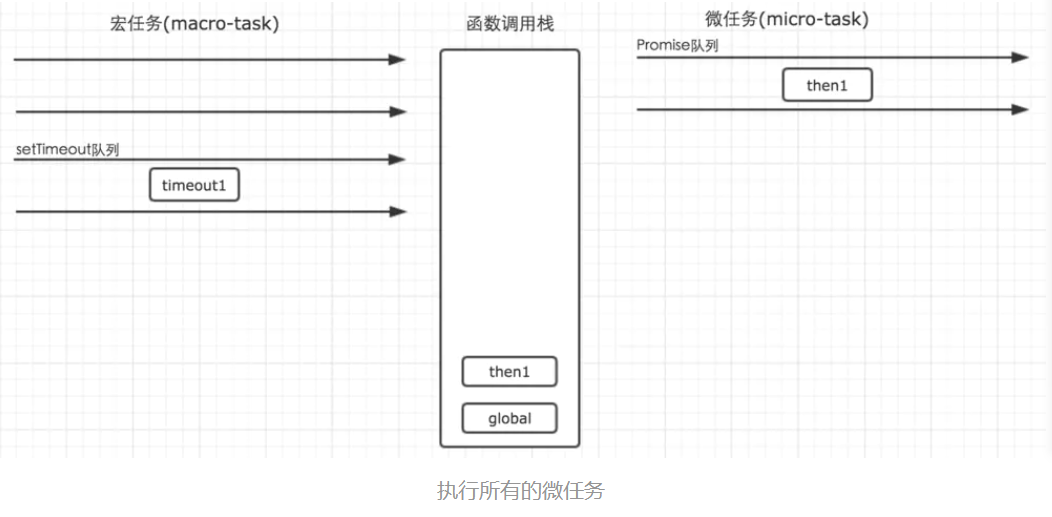 宏任务(macro-task)
函数调用栈
微任务(micro-task)
Promise队列
then1
setTimeout队列
timeout1
then1
global
执行所有的微任务